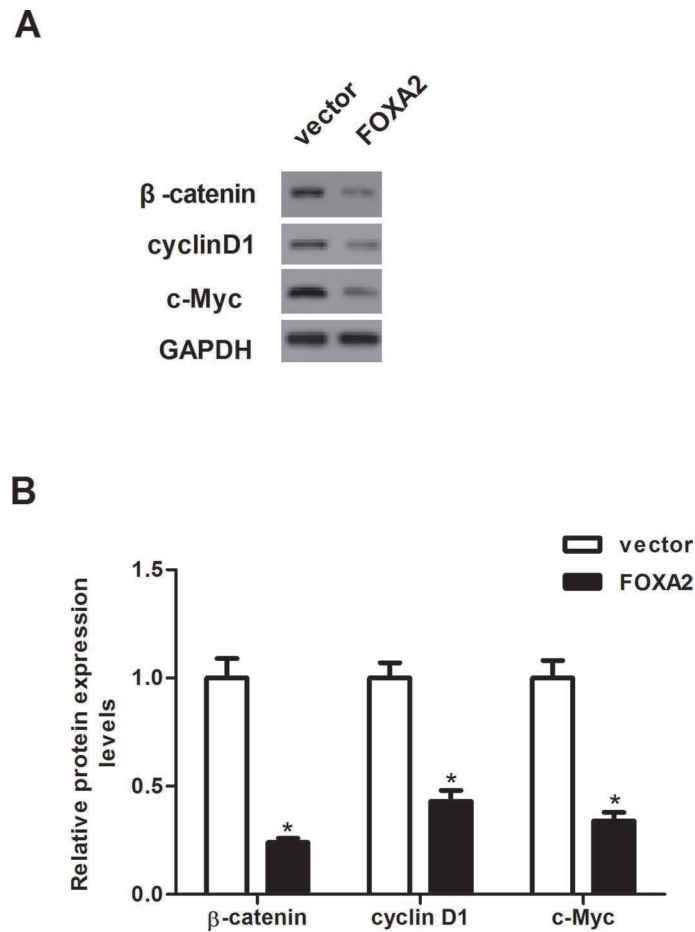 A
vector FOXA2
β -catenin
cyclinD1
c-Myc
GAPDH
B
vector
FOXA2
Relative protein expression
levels
1.5
1.0
0.5
0.0
*
*
*
β-catenin cyclin D1 c-Myc